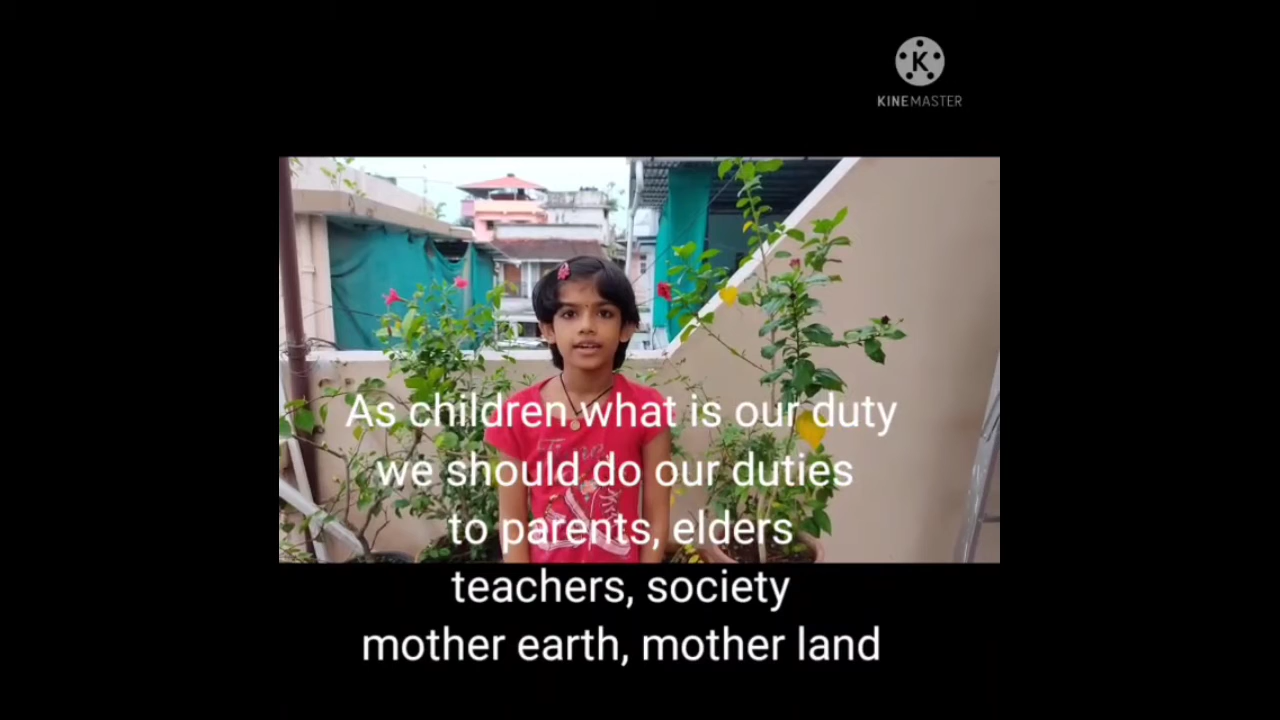 KINEMASTER
As children what is our duty
we should do our duties
to parents, elders
teachers, society
mother earth, mother land